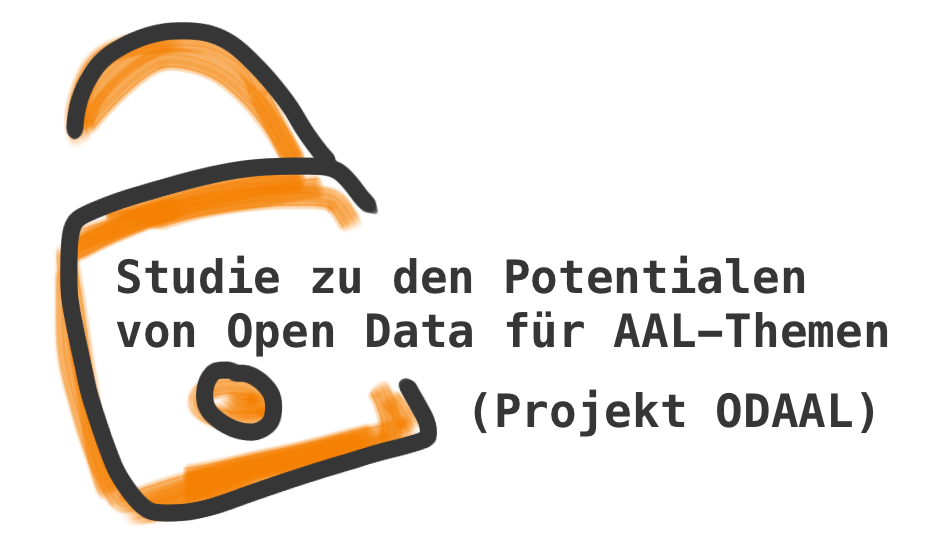 Studie zu den Potentialen
von Open Data für AAL–Themen
(Projekt ODAAL)